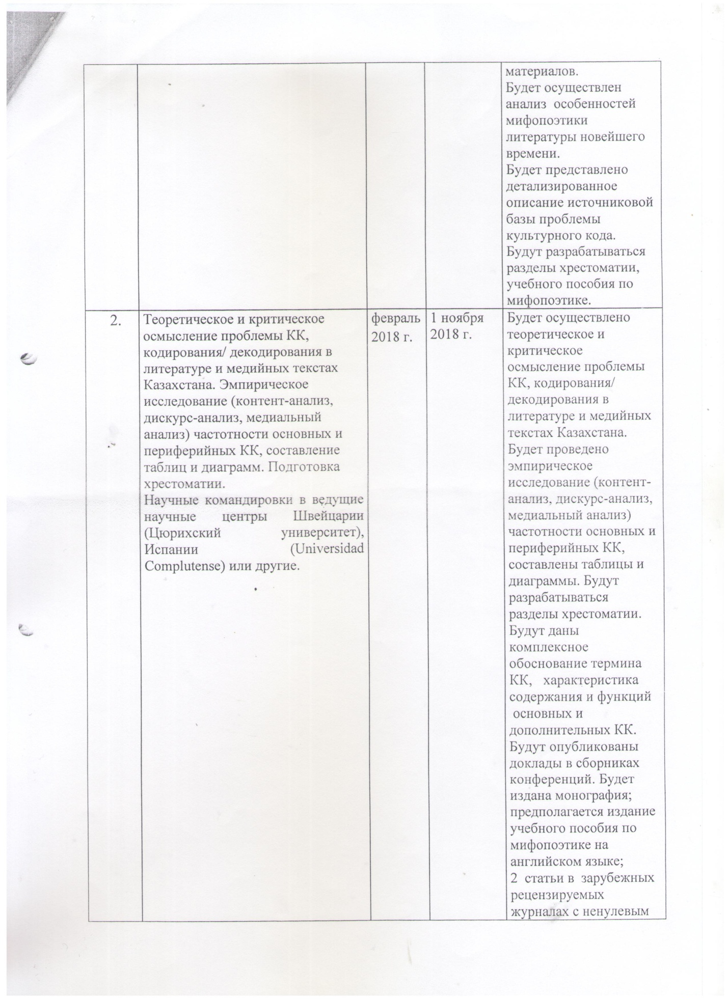 материалов.
Будет осуществлен
анализ особенностей
мифопоэтики
литературы новейшего
времени.
Будет представлено
детализированное
описание источниковой
базы проблемы
культурного кода.
Будут разрабатываться
разделы хрестоматии,
учебного пособия по
мифопоэтике.
2.
Теоретическое и критическое
осмысление проблемы КК,
кодирования/ декодирования в
литературе и медийных текстах
Казахстана. Эмпирическое
исследование (контент-анализ,
дискурс-анализ, медиальный
анализ) частотности основных и
периферийных КК, составление
таблиц и диаграмм. Подготовка
хрестоматии.
Научные командировки в ведущие
научные центры Швейцарии
(Цюрихский университет),
Испании (Universidad
Complutense) или другие.
февраль
2018 г.
1 ноября
2018 г.
Будет осуществлено
теоретическое и
критическое
осмысление проблемы
КК, кодирования/
декодирования в
литературе и медийных
текстах Казахстана.
Будет проведено
эмпирическое
исследование (контент-
анализ, дискурс-анализ,
медиальный анализ)
частотности основных и
периферийных КК,
составлены таблицы и
диаграммы. Будут
разрабатываться
разделы хрестоматии.
Будут даны
комплексное
обоснование термина
КК, характеристика
содержания и функций
основных и
дополнительных КК.
Будут опубликованы
доклады в сборниках
конференций. Будет
издана монография;
предполагается издание
учебного пособия по
мифопоэтике на
английском языке;
2 статьи в зарубежных
рецензируемых
журналах с ненулевым